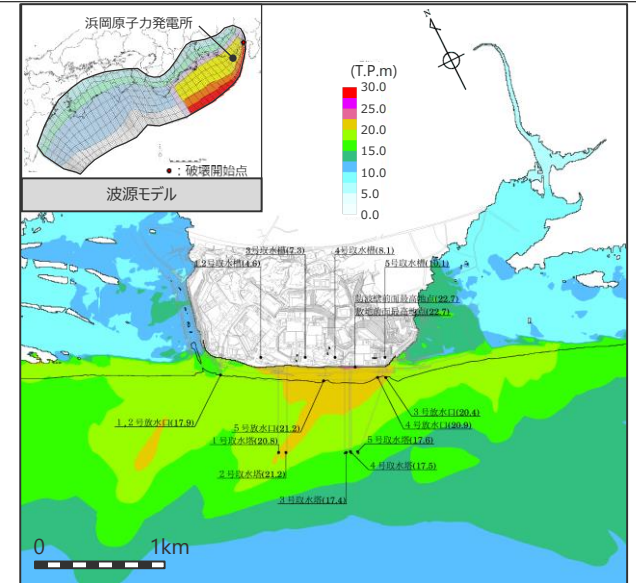 浜岡原子力発電所
●：破壊開始点
波源モデル
N
(T.P.m)
30.0
25.0
20.0
15.0
10.0
5.0
0.0
3号取水槽(7.3)
4号取水槽(8.1)
1,2号取水槽(4.6)
5号取水槽(10.1)
敷地前面最高地点(22.7)
1,2号放水口(17.9)
5号放水口(21.2)
3号放水口(20.4)
4号放水口(20.9)
1号取水塔(20.8)
5号取水塔(17.6)
2号取水塔(21.2)
4号取水塔(17.5)
3号取水塔(17.4)
0 1km